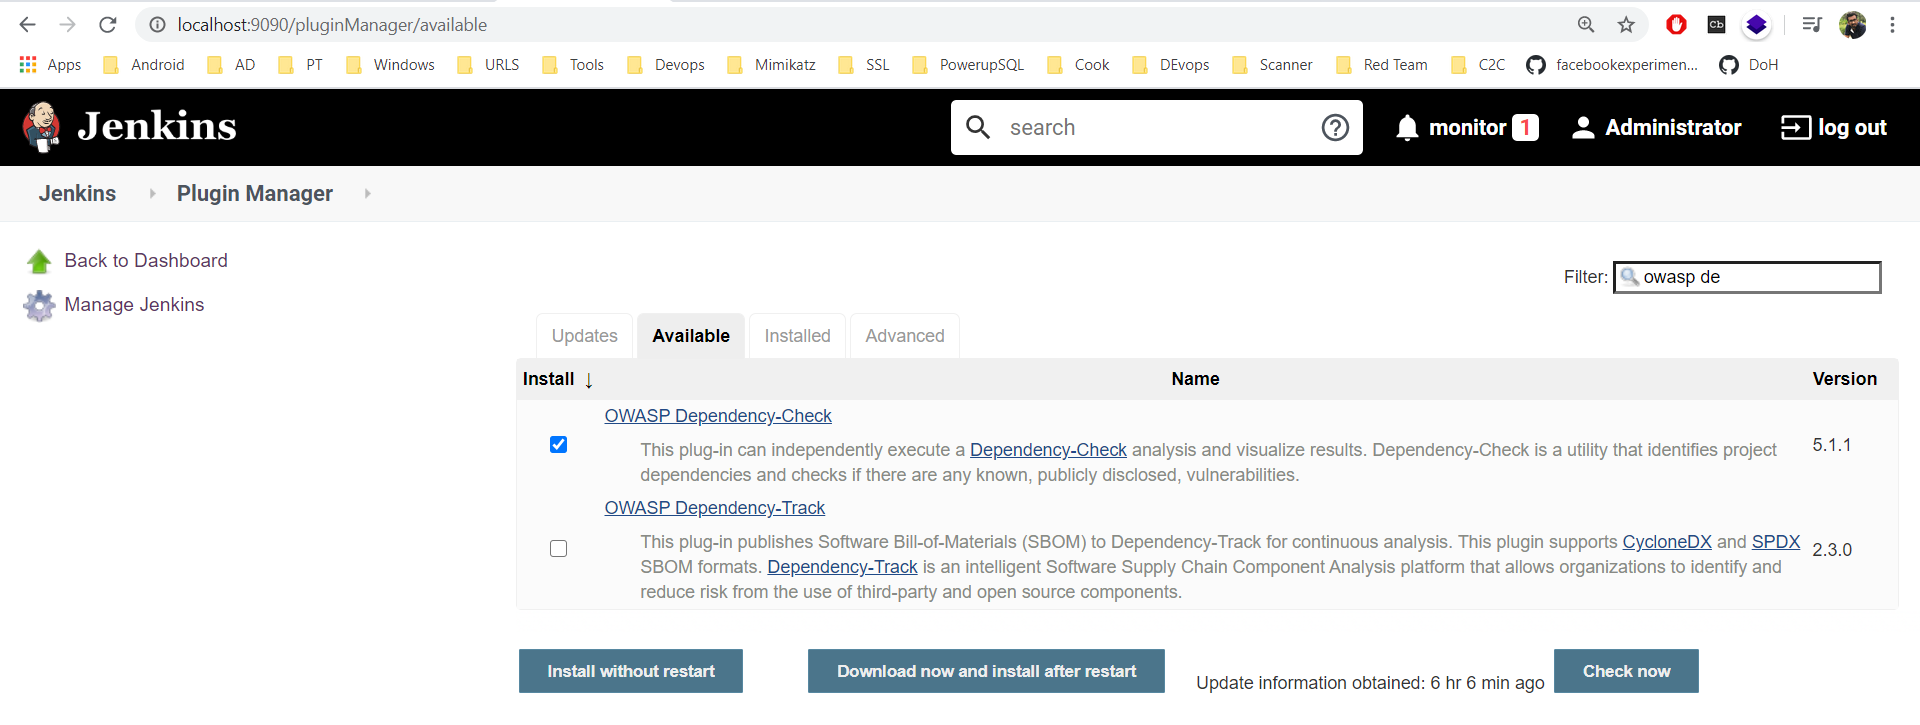 localhost:9090/pluginManager/available
Cb
Apps Android AD PT Windows URLS Tools Devops Mimikatz SSL PowerupSQL Cook DEvops Scanner Red Team C2C facebookexperimen... DoH
Jenkins search ? monitor 1 Administrator log out
Jenkins Plugin Manager
Back to Dashboard
Manage Jenkins
Filter: owasp de
Updates Available Installed Advanced
Install ↓ Name Version
OWASP Dependency-Check
This plug-in can independently execute a Dependency-Check analysis and visualize results. Dependency-Check is a utility that identifies project
dependencies and checks if there are any known, publicly disclosed, vulnerabilities.
5.1.1
OWASP Dependency-Track
This plug-in publishes Software Bill-of-Materials (SBOM) to Dependency-Track for continuous analysis. This plugin supports CycloneDX and SPDX
SBOM formats. Dependency-Track is an intelligent Software Supply Chain Component Analysis platform that allows organizations to identify and
reduce risk from the use of third-party and open source components.
2.3.0
Install without restart Download now and install after restart Update information obtained: 6 hr 6 min ago Check now